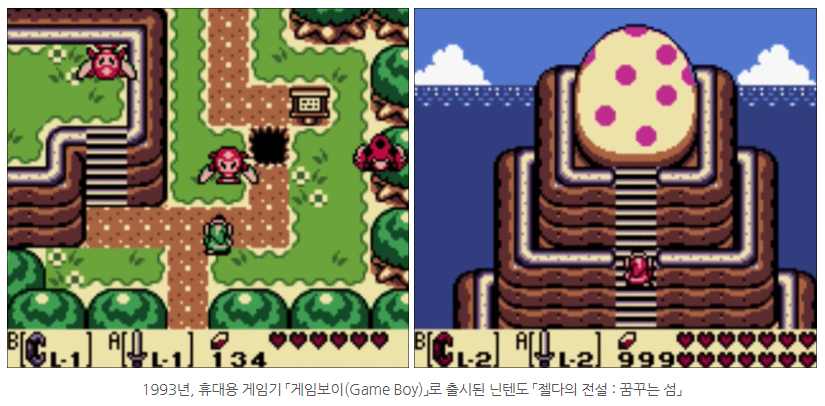 B[ L-1] A[ L-1] 134
B[ L-2] A[ L-2] 999
1993년, 휴대용 게임기 「게임보이(Game Boy)」로 출시된 닌텐도 「젤다의 전설 : 꿈꾸는 섬」